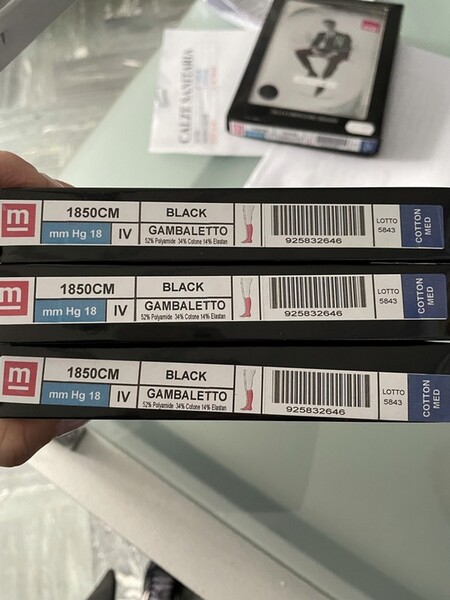 CALZE SANITARIA
m
1850CM
BLACK
mm Hg 18
IV
GAMBALETTO
52% Polyamide 34% Cotone 14% Elastan
925832646
LOTTO
5843
COTTON
MED
m
1850CM
BLACK
mm Hg 18
IV
GAMBALETTO
52% Polyamide 34% Cotone 14% Elastan
925832646
LOTTO
5843
COTTON
MED
m
1850CM
BLACK
mm Hg 18
IV
GAMBALETTO
52% Polyamide 34% Cotone 14% Elastan
925832646
LOTTO
5843
COTTON
MED